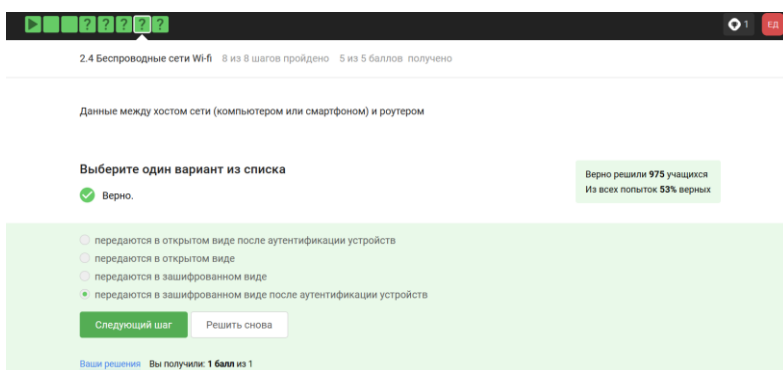 ? ? ? ? ?
1
ЕД
2.4 Беспроводные сети Wi-fi 8 из 8 шагов пройдено 5 из 5 баллов получено
Данные между хостом сети (компьютером или смартфоном) и роутером
Выберите один вариант из списка
Верно.
Верно решили 975 учащихся
Из всех попыток 53% верных
передаются в открытом виде после аутентификации устройств
передаются в открытом виде
передаются в зашифрованном виде
передаются в зашифрованном виде после аутентификации устройств
Следующий шаг Решить снова
Ваши решения Вы получили: 1 балл из 1